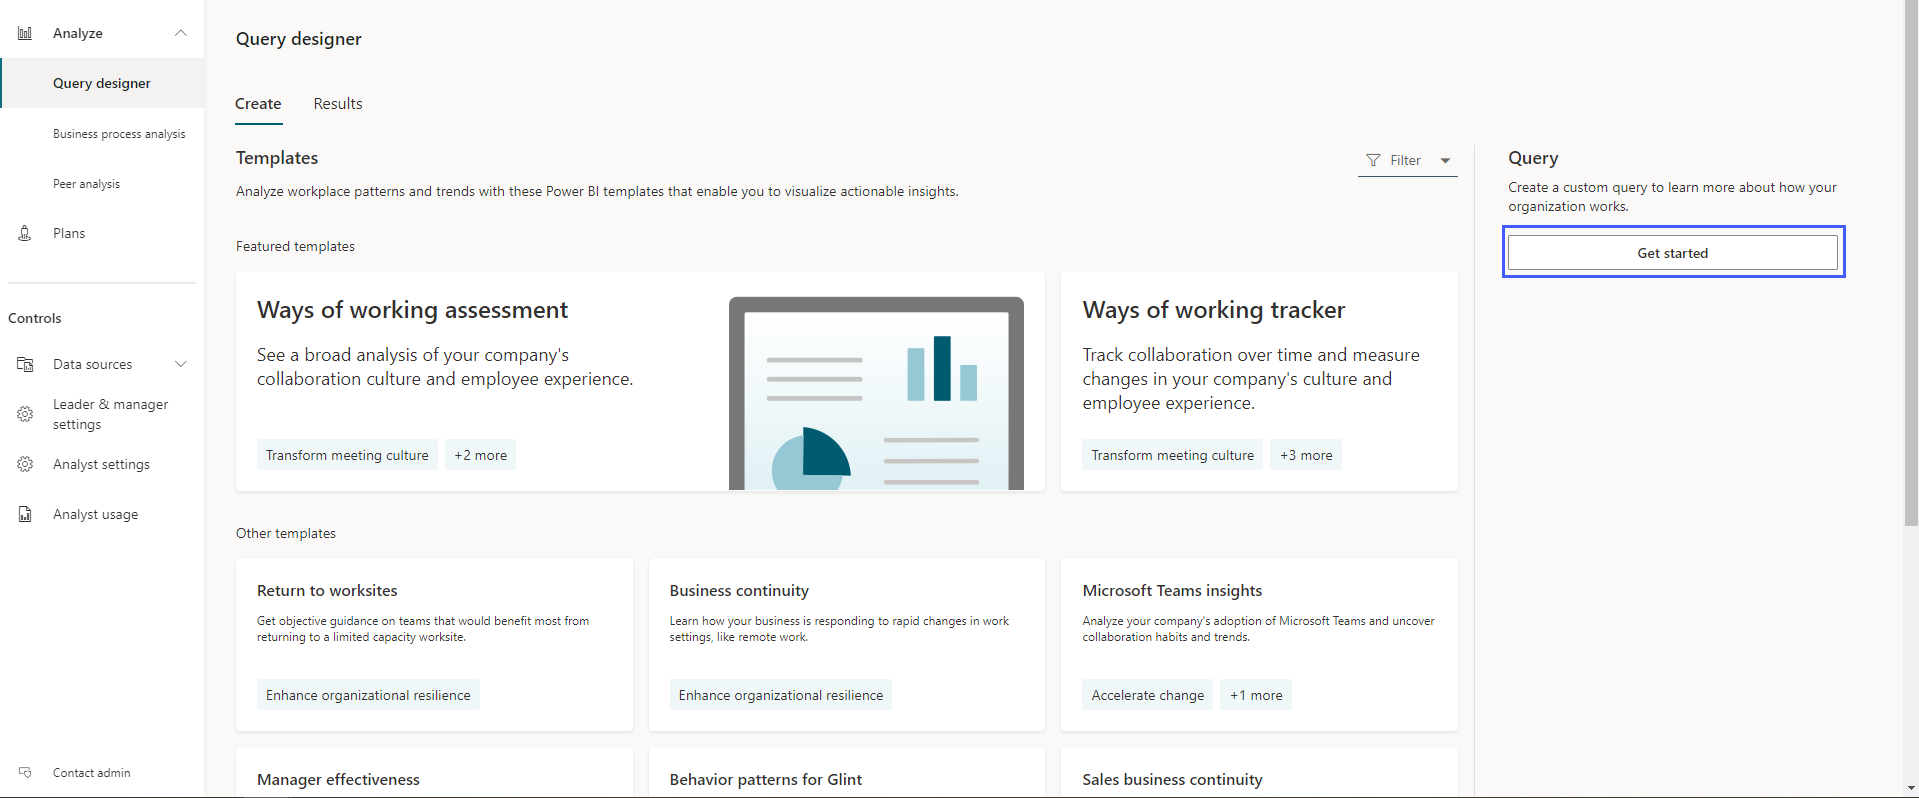 Analyze
Query designer
Business process analysis
Peer analysis
Plans
Controls
Data sources
Leader & manager
settings
Analyst settings
Analyst usage
Contact admin
Query designer
Create
Results
Templates
Filter
Analyze workplace patterns and trends with these Power BI templates that enable you to visualize actionable insights.
Featured templates
Ways of working assessment
See a broad analysis of your company's
collaboration culture and employee experience.
Transform meeting culture
+2 more
Ways of working tracker
Track collaboration over time and measure
changes in your company's culture and
employee experience.
Transform meeting culture
+3 more
Other templates
Return to worksites
Get objective guidance on teams that would benefit most from
returning to a limited capacity worksite.
Enhance organizational resilience
Business continuity
Learn how your business is responding to rapid changes in work
settings, like remote work.
Enhance organizational resilience
Microsoft Teams insights
Analyze your company's adoption of Microsoft Teams and uncover
collaboration habits and trends.
Accelerate change
+1 more
Manager effectiveness
Behavior patterns for Glint
Sales business continuity
Query
Create a custom query to learn more about how your
organization works.
Get started